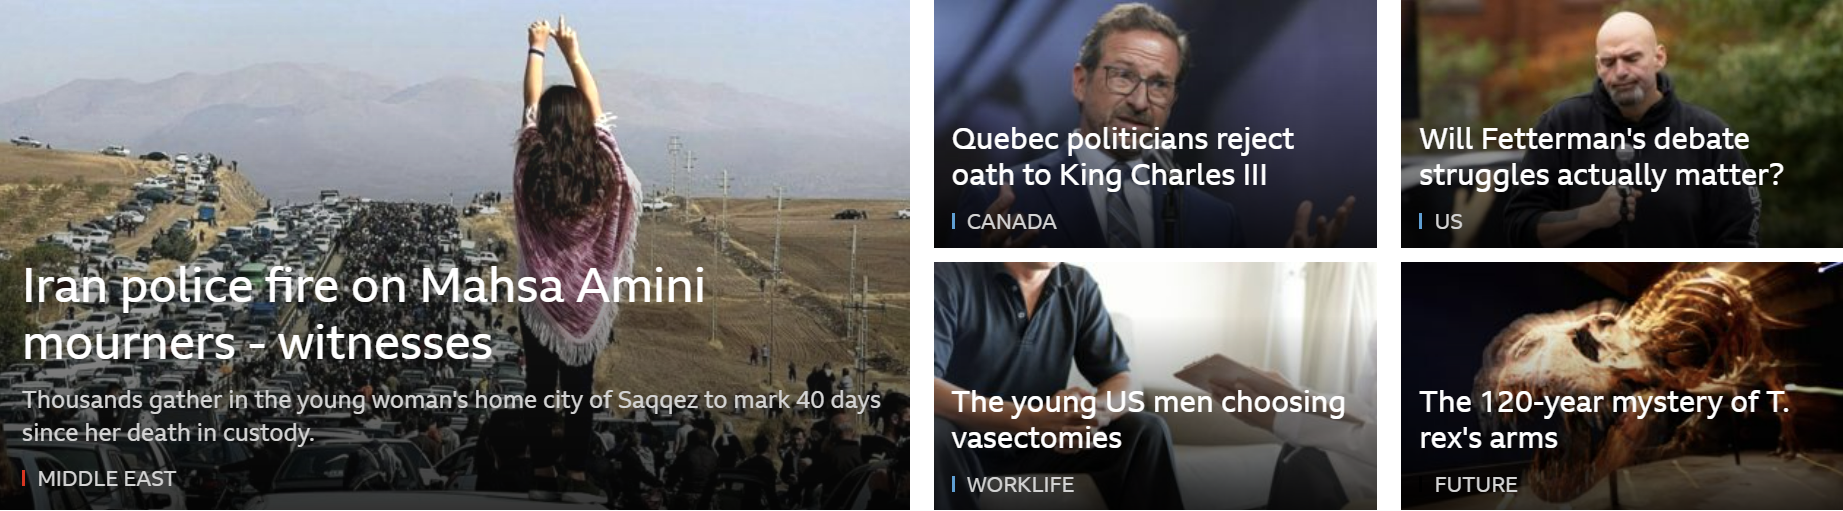 Iran police fire on Mahsa Amini
mourners - witnesses
Thousands gather in the young woman's home city of Saqqez to mark 40 days
since her death in custody.
MIDDLE EAST
Quebec politicians reject
oath to King Charles III
CANADA
Will Fetterman's debate
struggles actually matter?
US
The young US men choosing
vasectomies
WORKLIFE
The 120-year mystery of T.
rex's arms
FUTURE